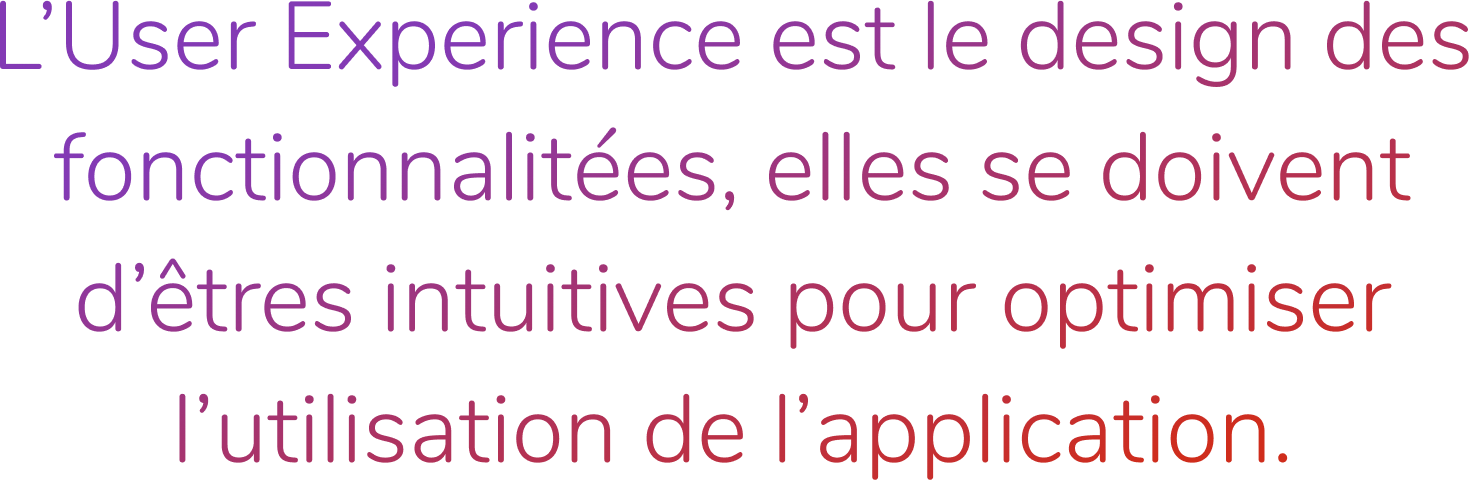 L’User Experience est le design des
fonctionnalitées, elles se doivent
d’êtres intuitives pour optimiser
l’utilisation de l’application.